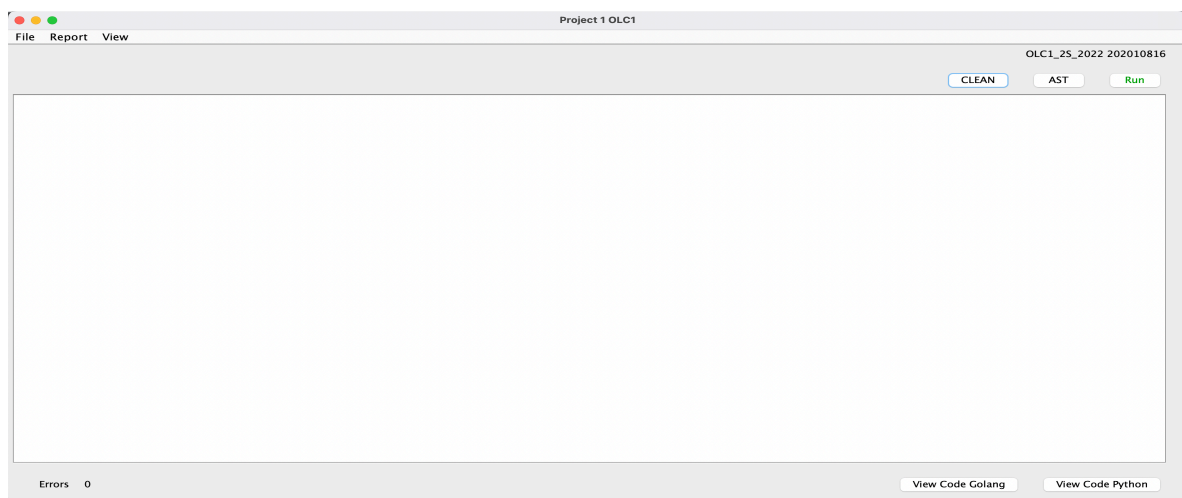 Project 1 OLC1
File Report View
OLC1_2S_2022 202010816
CLEAN AST Run
Errors 0 View Code Golang View Code Python